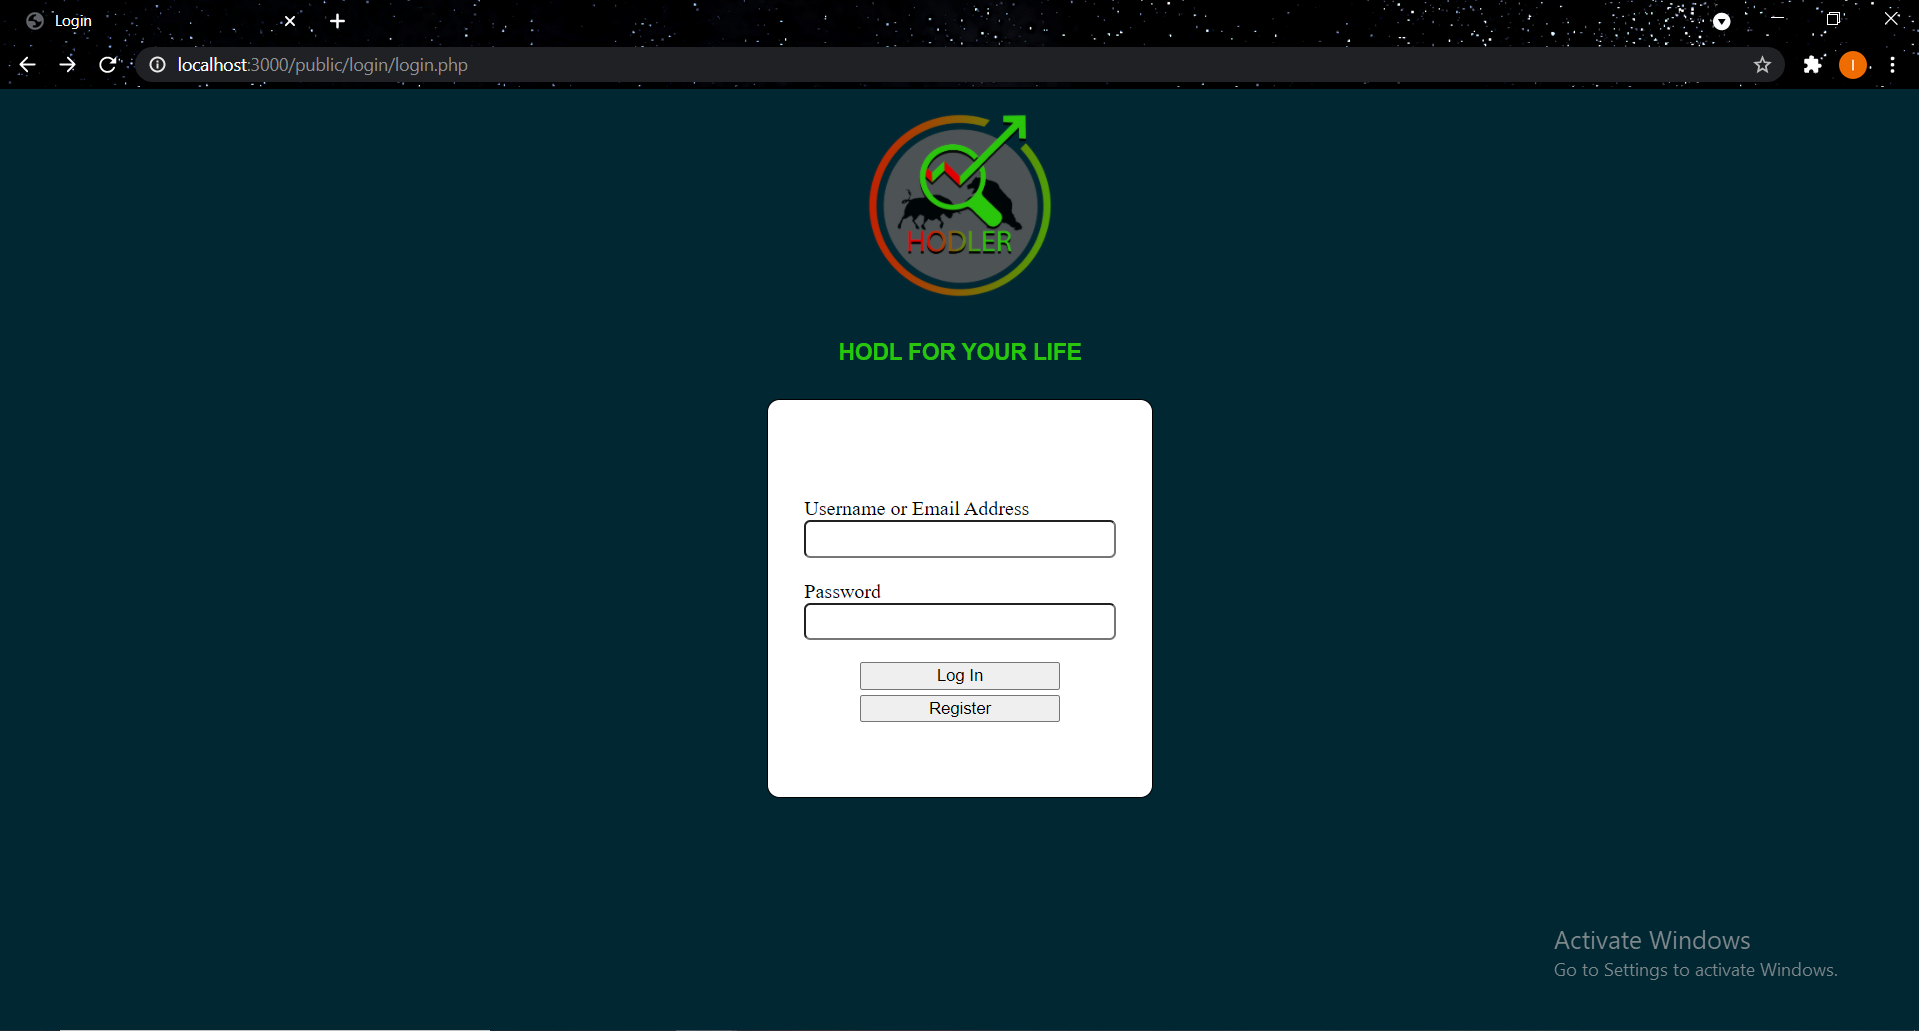 Login
localhost:3000/public/login/login.php
I
HODLER
HODL FOR YOUR LIFE
Username or Email Address
Password
Log In
Register
Activate Windows
Go to Settings to activate Windows.